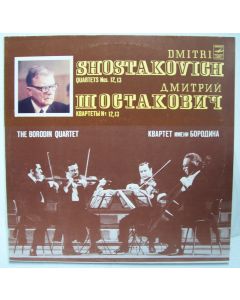 DMITRI
SHOSTAKOVICH
QUARTETS Nos. 12,13
ДМИТРИЙ
ШОСТАКОВИЧ
КВАРТЕТЫ № 12,13
THE BORODIN QUARTET
КВАРТЕТ ИМЕНИ БОРОДИНА